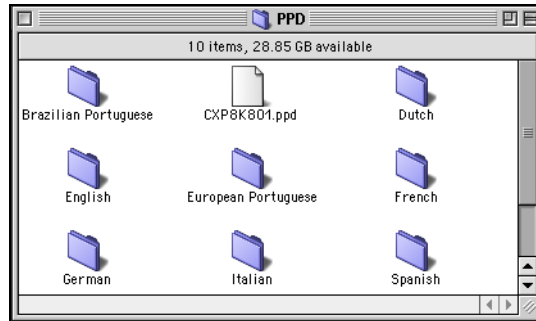 PPD
10 items, 28.85 GB available
Brazilian Portuguese
CXP8K801.ppd
Dutch
English
European Portuguese
French
German
Italian
Spanish